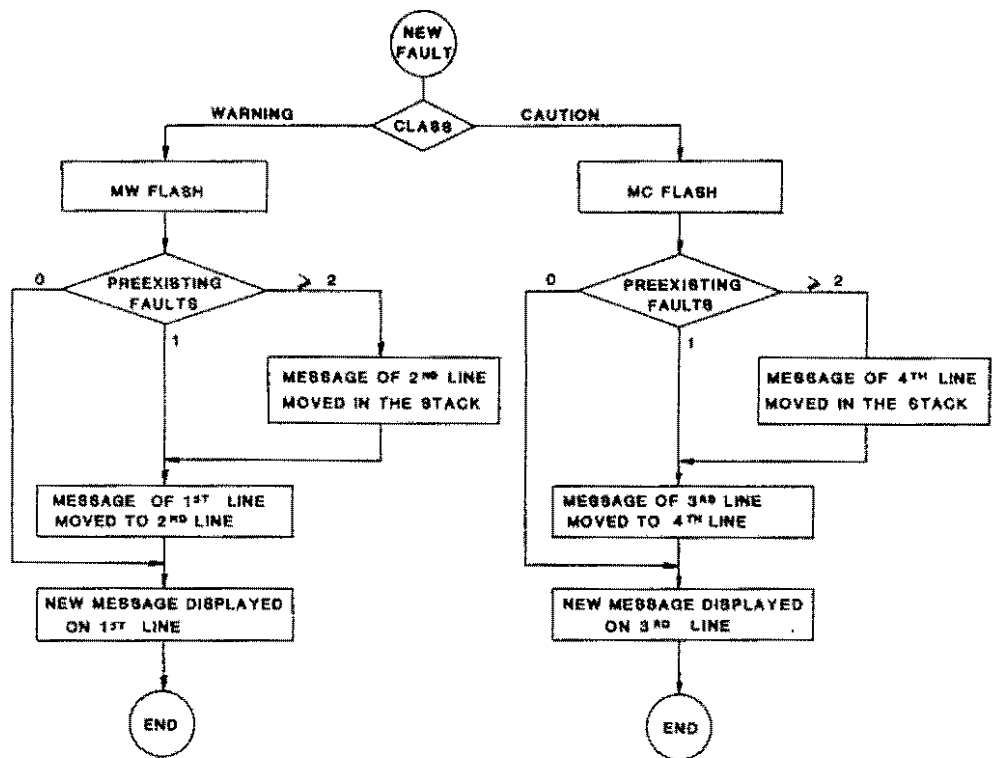 NEW
FAULT
WARNING
CLASS
CAUTION
MW FLASH
MC FLASH
0
PREEXISTING
FAULTS
⩾ 2
1
0
PREEXISTING
FAULTS
⩾ 2
1
MESSAGE OF 2ND LINE
MOVED IN THE STACK
MESSAGE OF 4TH LINE
MOVED IN THE STACK
MESSAGE OF 1ST LINE
MOVED TO 2ND LINE
MESSAGE OF 3RD LINE
MOVED TO 4TH LINE
NEW MESSAGE DISPLAYED
ON 1ST LINE
NEW MESSAGE DISPLAYED
ON 3RD LINE
END
END